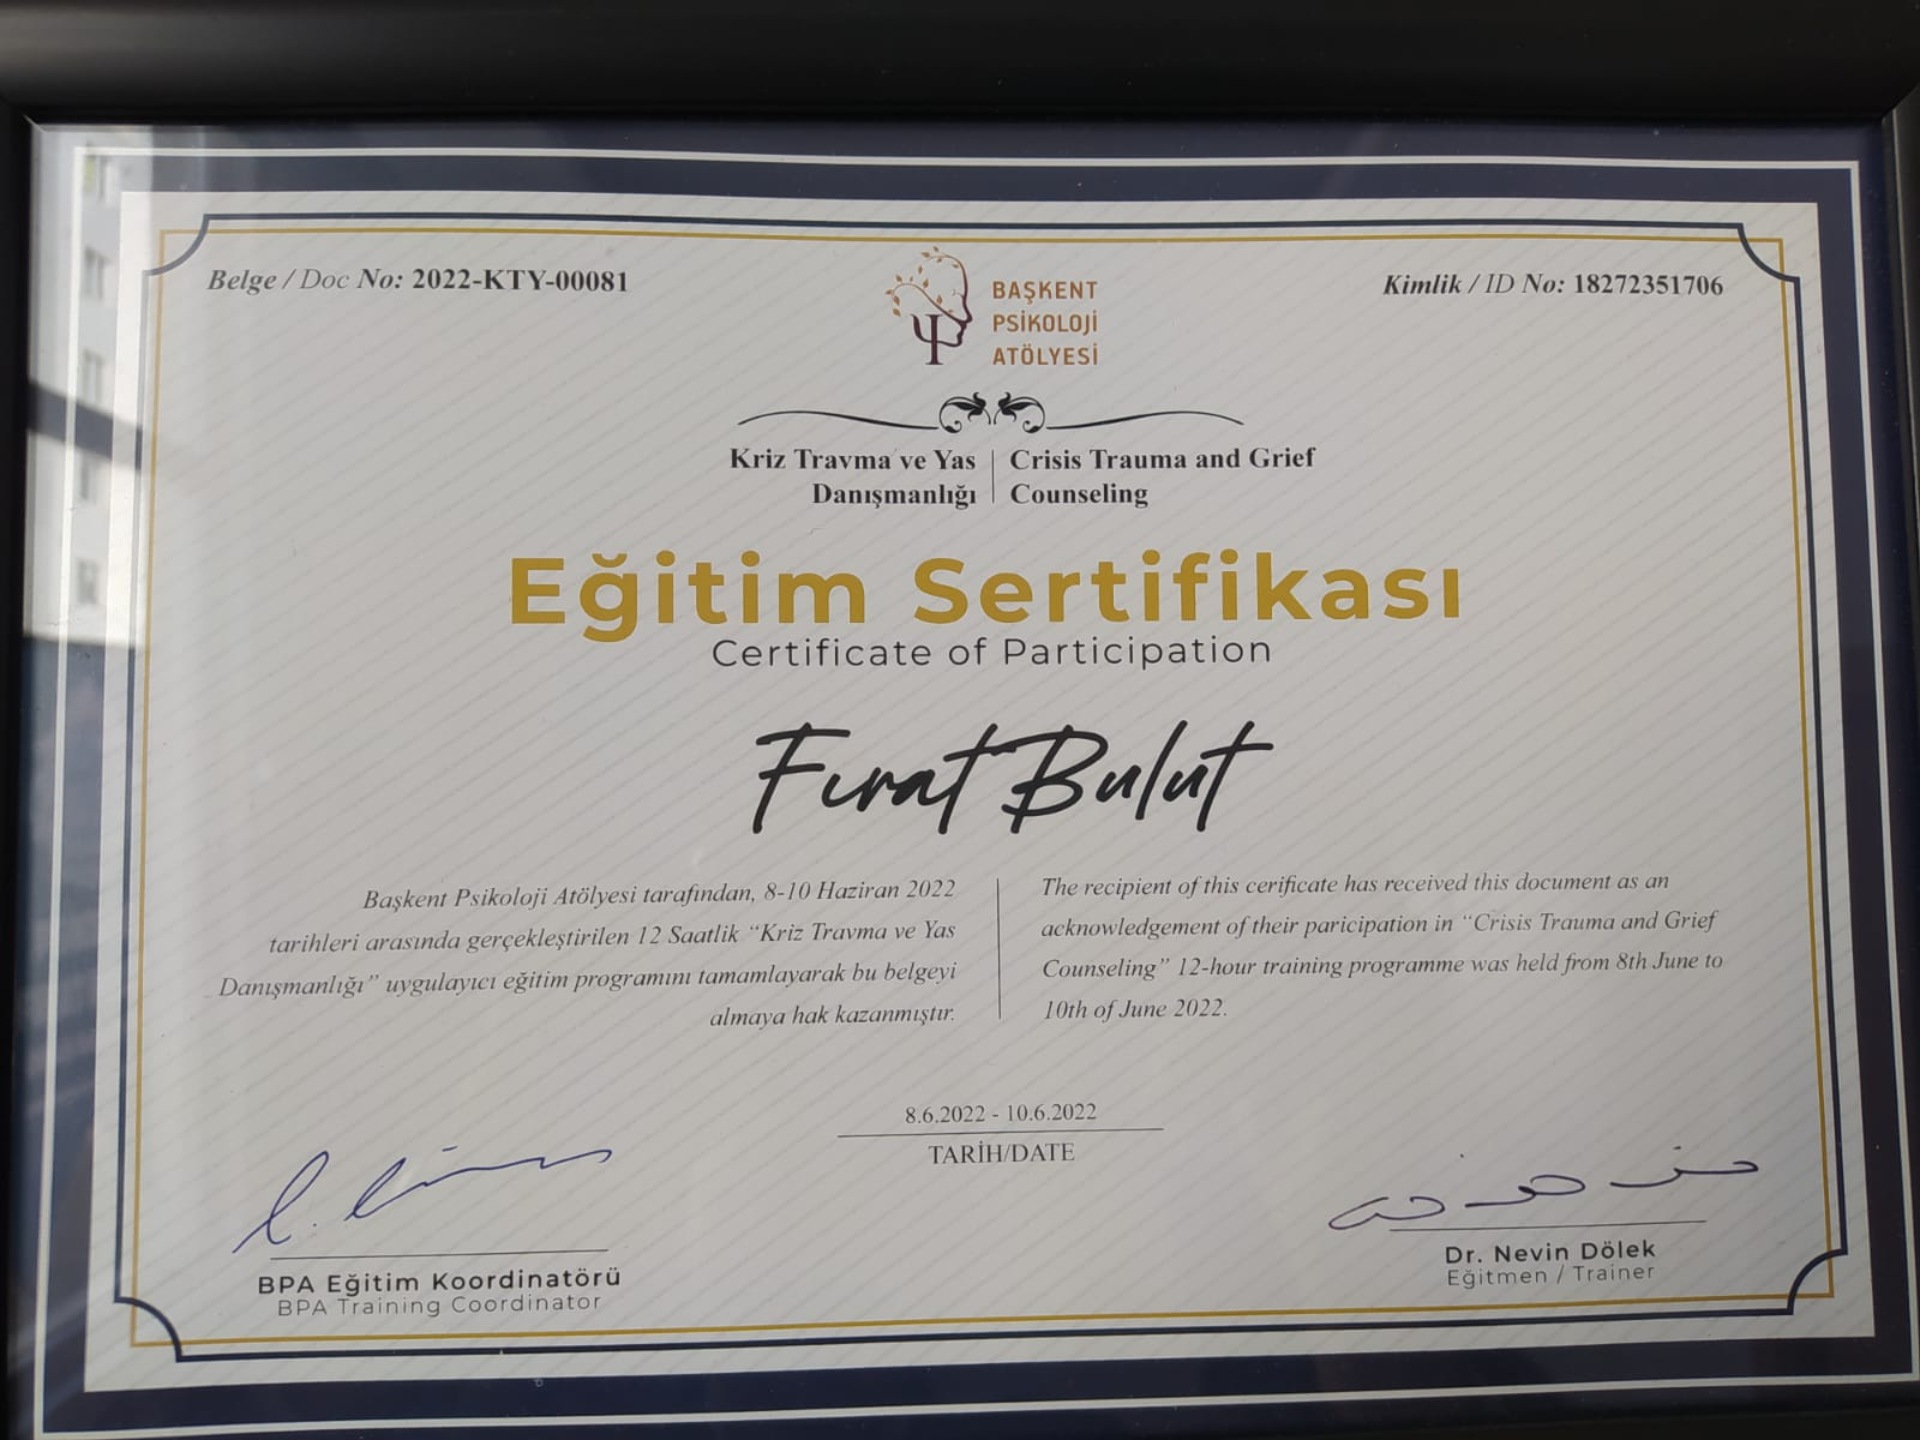 Belge / Doc No: 2022-KTY-00081
BAŞKENT
PSİKOLOJİ
ATÖLYESİ
Kimlik / ID No: 18272351706
Kriz Travma ve Yas
Danışmanlığı
Crisis Trauma and Grief
Counseling
Eğitim Sertifikası
Certificate of Participation
Fırat Bulut
Başkent Psikoloji Atölyesi tarafından, 8-10 Haziran 2022
tarihleri arasında gerçekleştirilen 12 Saatlik “Kriz Travma ve Yas
Danışmanlığı” uygulayıcı eğitim programını tamamlayarak bu belgeyi
almaya hak kazanmıştır.
The recipient of this cerificate has received this document as an
acknowledgement of their paricipation in “Crisis Trauma and Grief
Counseling” 12-hour training programme was held from 8th June to
10th of June 2022.
8.6.2022 - 10.6.2022
TARİH/DATE
BPA Eğitim Koordinatörü
BPA Training Coordinator
Dr. Nevin Dölek
Eğitmen / Trainer